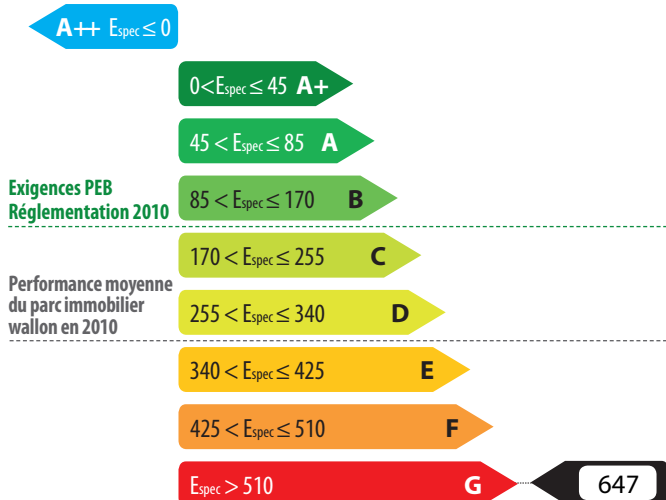 A++ Espec ≤ 0
0<Espec ≤ 45 A+
45 < Espec ≤ 85 A
Exigences PEB
Réglementation 2010
85 < Espec ≤ 170 B
170 < Espec ≤ 255 C
Performance moyenne
du parc immobilier
wallon en 2010
255 < Espec ≤ 340 D
340 < Espec ≤ 425 E
425 < Espec ≤ 510 F
Espec > 510 G 647